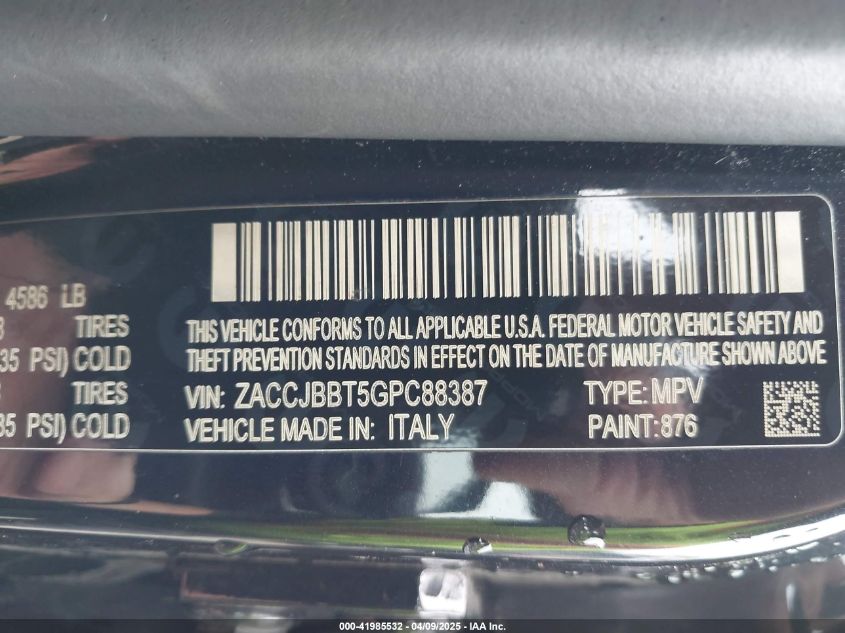 4586 LB
TIRES
35 PSI) COLD
TIRES
35 PSI) COLD
THIS VEHICLE CONFORMS TO ALL APPLICABLE U.S.A. FEDERAL MOTOR VEHICLE SAFETY AND
THEFT PREVENTION STANDARDS IN EFFECT ON THE DATE OF MANUFACTURE SHOWN ABOVE
VIN: ZACCJBBT5GPC88387 TYPE: MPV
VEHICLE MADE IN: ITALY PAINT:876
000-41985532 - 04/09/2025 - IAA Inc.